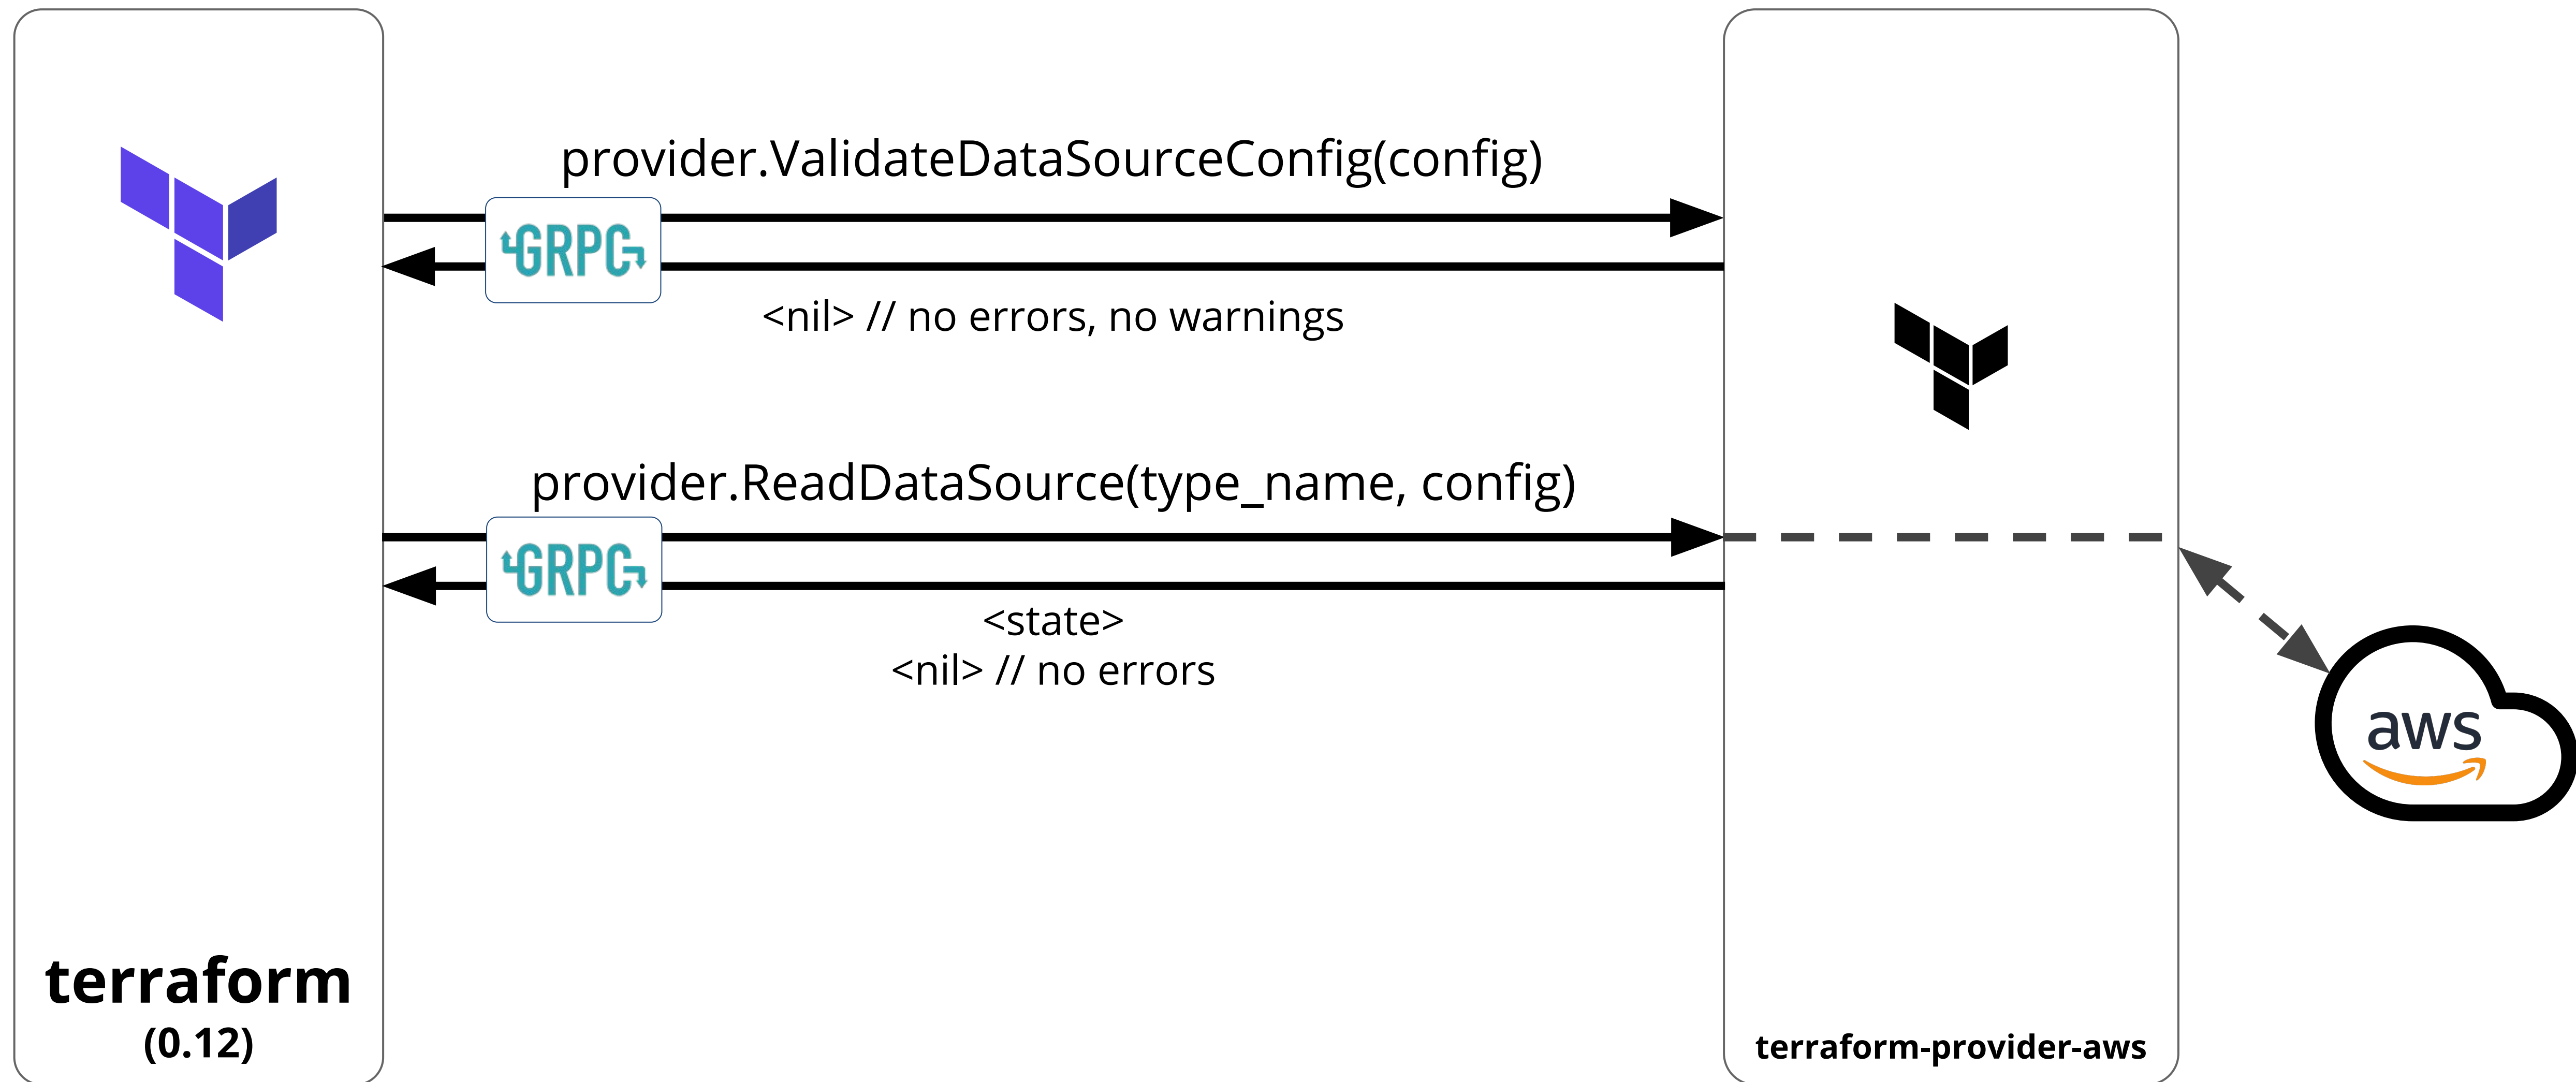 provider.ValidateDataSourceConfig(config)
GRPC
<nil> // no errors, no warnings
provider.ReadDataSource(type_name, config)
GRPC
<state>
<nil> // no errors
aws
terraform
(0.12)
terraform-provider-aws